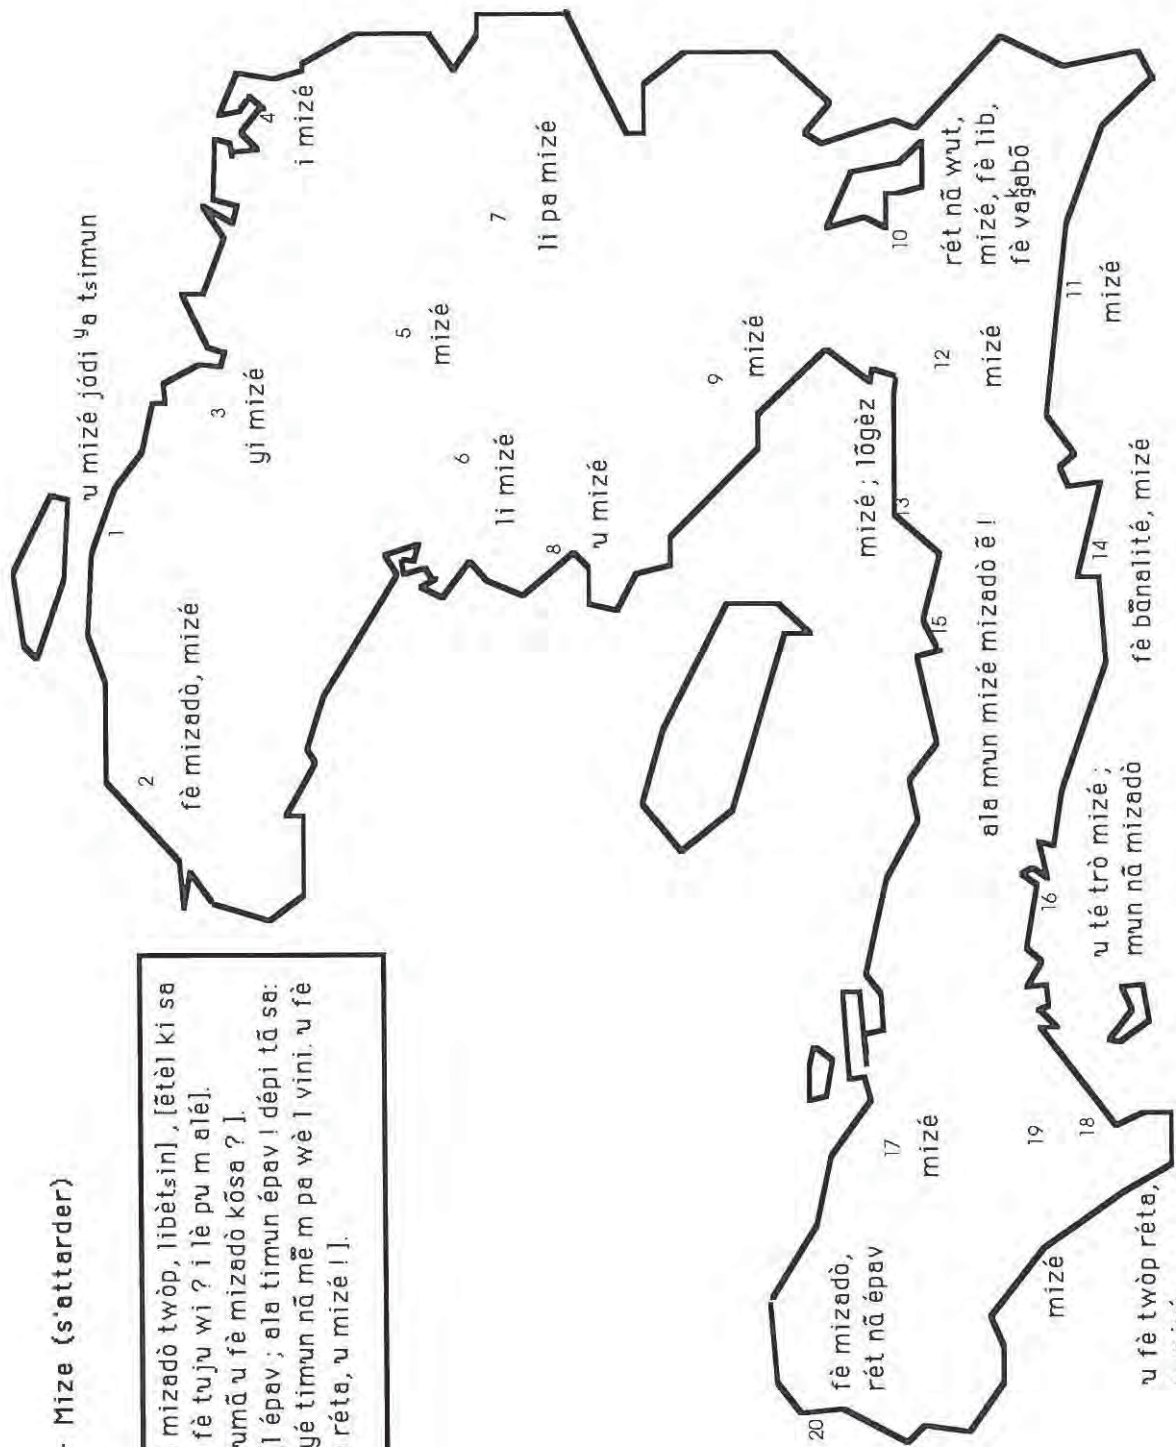 - Mize (s'attarder)
mizadò twòp, libètsin], [ẽtèl ki sa
fè tuju wi ? i lè pu m alé].
umã u fè mizadò kõsa ? ].
l épav ; ala timun épav ! dépi tã sa:
yé timun nã mẽ m pa wè l vini. u fè
réta, u mizé ! ].
u mizé jódi ya tsimun
1
2
fè mizadò, mizé
3
yi mizé
4
i mizé
5
mizé
6
li mizé
7
li pa mizé
8
u mizé
9
mizé
10
rét nã wut,
mizé, fè lib,
fè vakabõ
11
mizé
12
mizé
mizé ; lõgèz
13
14
fè bãnalité, mizé
15
ala mun mizé mizadò ẽ !
16
u té trò mizé ;
mun nã mizadò
17
mizé
18
19
mizé
20
fè mizadò,
rét nã épav
u fè twòp réta,